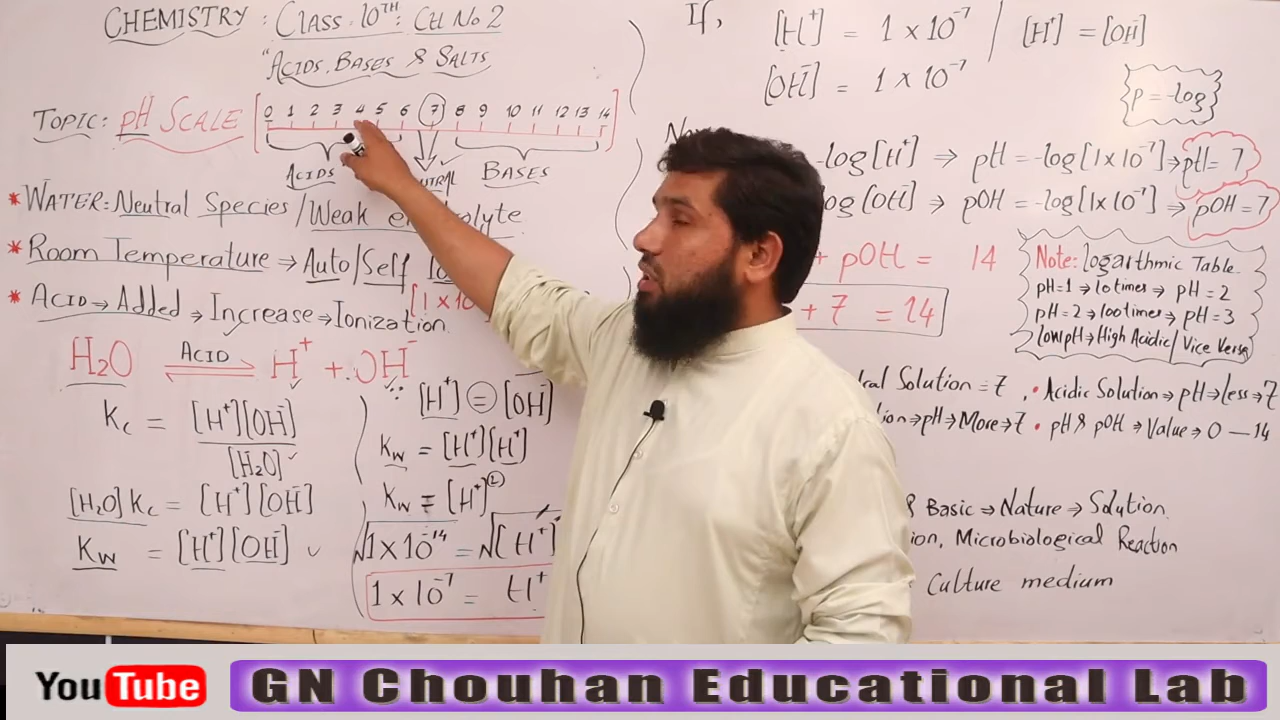 CHEMISTRY: CLASS: 10TH: CH NO 2
"ACIDS, BASES & SALTS
TOPIC: pH SCALE
0 1 2 3 4 5 6 7 8 9 10 11 12 13 14
ACIDS BASES
* WATER: Neutral Species / Weak
* Room Temperature → Auto/Self
* ACID → Added → Increase → Ionization.
H₂O ACID ⇌ H⁺ + OH⁻
Kc = [H⁺][OH⁻] / [H₂O]
[H₂O] Kc = [H⁺][OH⁻]
Kw = [H⁺][OH⁻]
[H⁺] = [OH⁻]
Kw = [H⁺][H⁺]
Kw = [H⁺]²
√1 x 10⁻¹⁴ = √[H⁺]
1 x 10⁻⁷ = H⁺
If, [H⁺] = 1 x 10⁻⁷ / [H⁺] = [OH⁻]
[OH⁻] = 1 x 10⁻⁷
p = -log
-log[H⁺] ⇒ pH = -log[1x10⁻⁷] ⇒ pH = 7
log[OH⁻] ⇒ pOH = -log[1x10⁻⁷] ⇒ pOH = 7
+ pOH = 14
+ 7 = 14
Note: logarthmic Table.
pH = 1 → 10 times → pH = 2
pH = 2 → 100 times → pH = 3
low pH → High Acidic / Vice Versa
Solution = 7, • Acidic Solution → pH → Less → 7
→ pH → More → 7 • pH & pOH → Value → 0 — 14
& Basic → Nature → Solution.
Microbiological Reaction
Culture medium
YouTube GN Chouhan Educational Lab